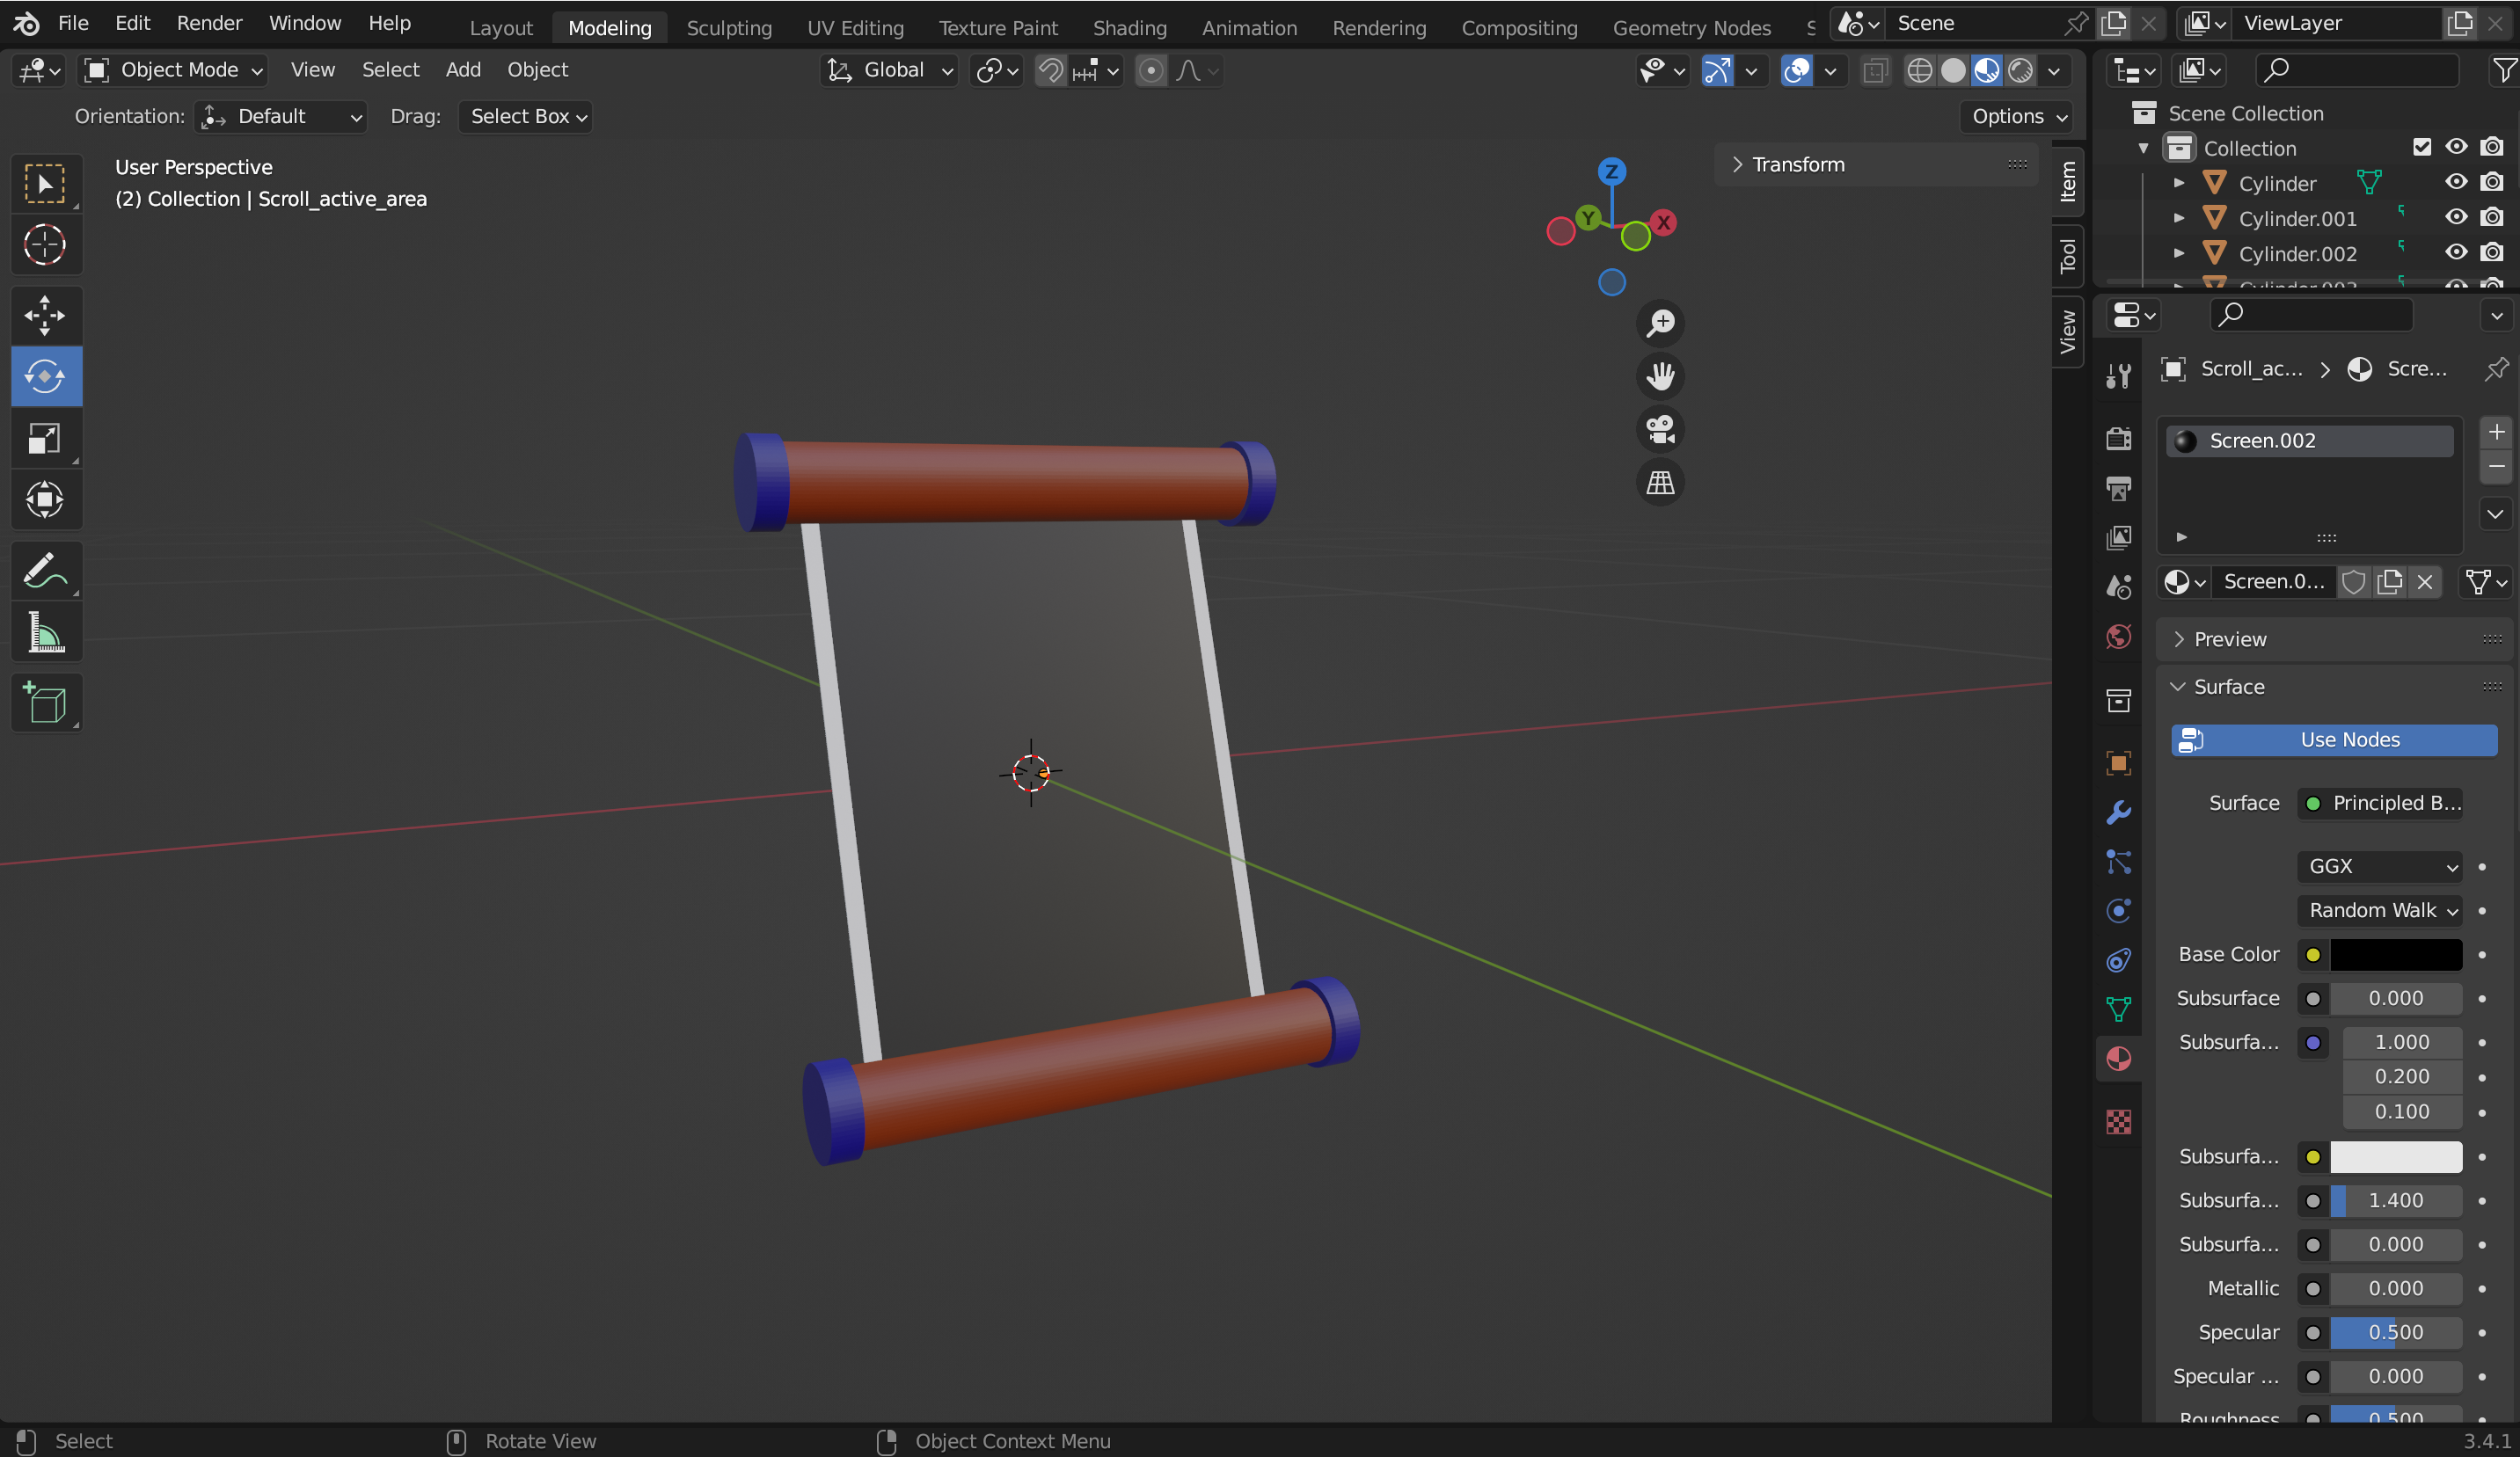 File Edit Render Window Help
Layout Modeling Sculpting UV Editing Texture Paint Shading Animation Rendering Compositing Geometry Nodes
Scene
ViewLayer
Object Mode View Select Add Object
Global
Orientation: Default Drag: Select Box
Options
User Perspective
(2) Collection | Scroll_active_area
Z
Y
X
Transform
Item
Tool
View
Scene Collection
Collection
Cylinder
Cylinder.001
Cylinder.002
Cylinder.003
Scroll_ac... Scre...
Screen.002
Screen.0...
Preview
Surface
Use Nodes
Surface Principled B...
GGX
Random Walk
Base Color
Subsurface 0.000
Subsurfa... 1.000
0.200
0.100
Subsurfa...
Subsurfa... 1.400
Subsurfa... 0.000
Metallic 0.000
Specular 0.500
Specular ... 0.000
Roughness 0.500
Select
Rotate View
Object Context Menu
3.4.1